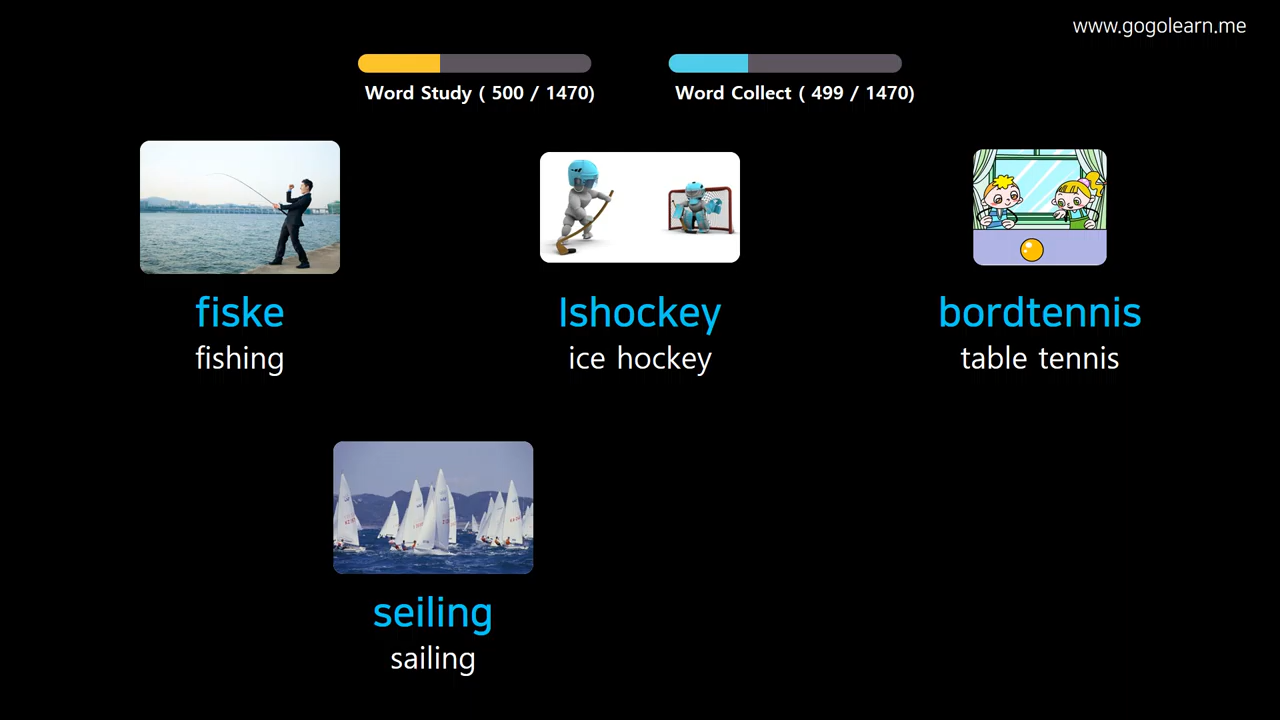 www.gogolearn.me
Word Study ( 500 / 1470)
Word Collect ( 499 / 1470)
fiske
fishing
Ishockey
ice hockey
bordtennis
table tennis
seiling
sailing